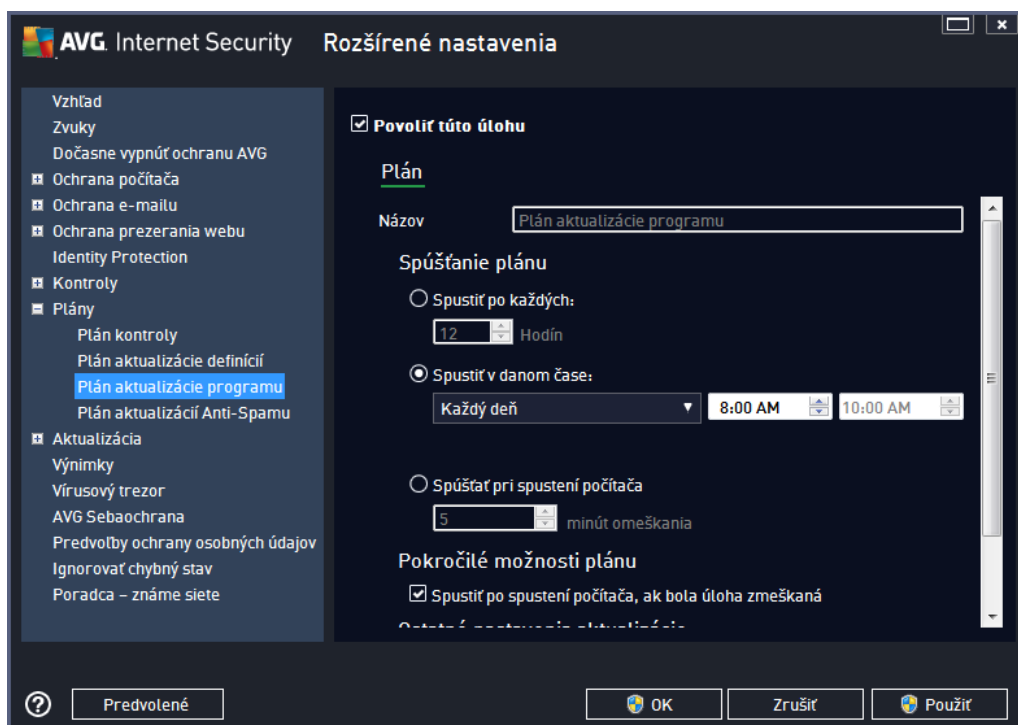 AVG. Internet Security Rozšírené nastavenia
Vzhľad
Zvuky
Dočasne vypnúť ochranu AVG
Ochrana počítača
Ochrana e-mailu
Ochrana prezerania webu
Identity Protection
Kontroly
Plány
Plán kontroly
Plán aktualizácie definícií
Plán aktualizácie programu
Plán aktualizácií Anti-Spamu
Aktualizácia
Výnimky
Vírusový trezor
AVG Sebaochrana
Predvoľby ochrany osobných údajov
Ignorovať chybný stav
Poradca – známe siete
Povoliť túto úlohu
Plán
Názov Plán aktualizácie programu
Spúšťanie plánu
Spustiť po každých:
12 Hodín
Spustiť v danom čase:
Každý deň 8:00 AM 10:00 AM
Spúšťať pri spustení počítača
5 minút omeškania
Pokročilé možnosti plánu
Spustiť po spustení počítača, ak bola úloha zmeškaná
Ostatné nastavenia aktualizácie
Predvolené OK Zrušiť Použiť